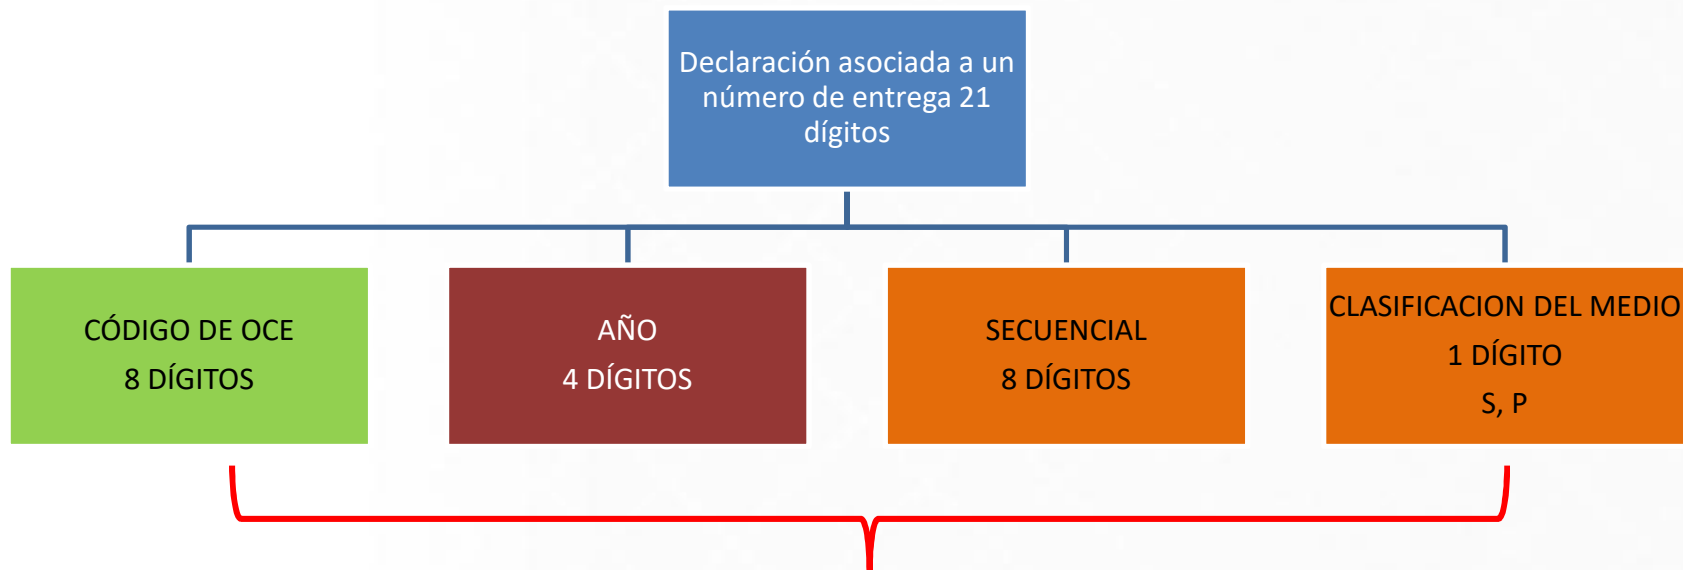 Declaración asociada a un
número de entrega 21
dígitos
CÓDIGO DE OCE
8 DÍGITOS
AÑO
4 DÍGITOS
SECUENCIAL
8 DÍGITOS
CLASIFICACION DEL MEDIO
1 DÍGITO
S, P